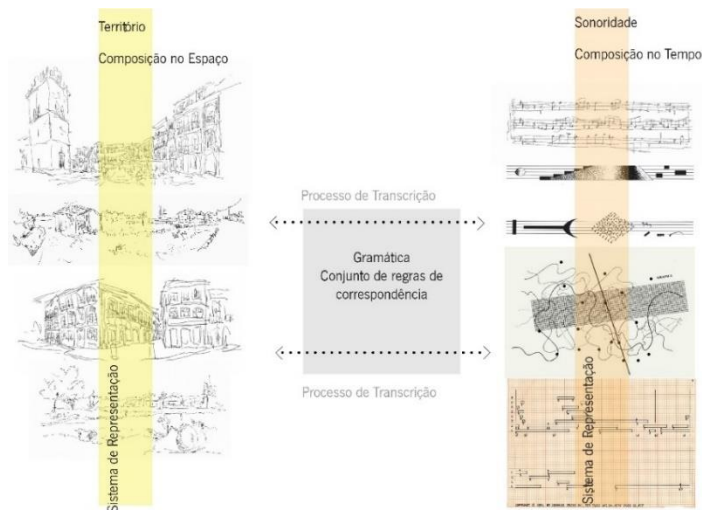 Território
Composição no Espaço
Sonoridade
Composição no Tempo
Processo de Transcrição
Gramática
Conjunto de regras de
correspondência
Processo de Transcrição
Sistema de Representação
Sistema de Representação